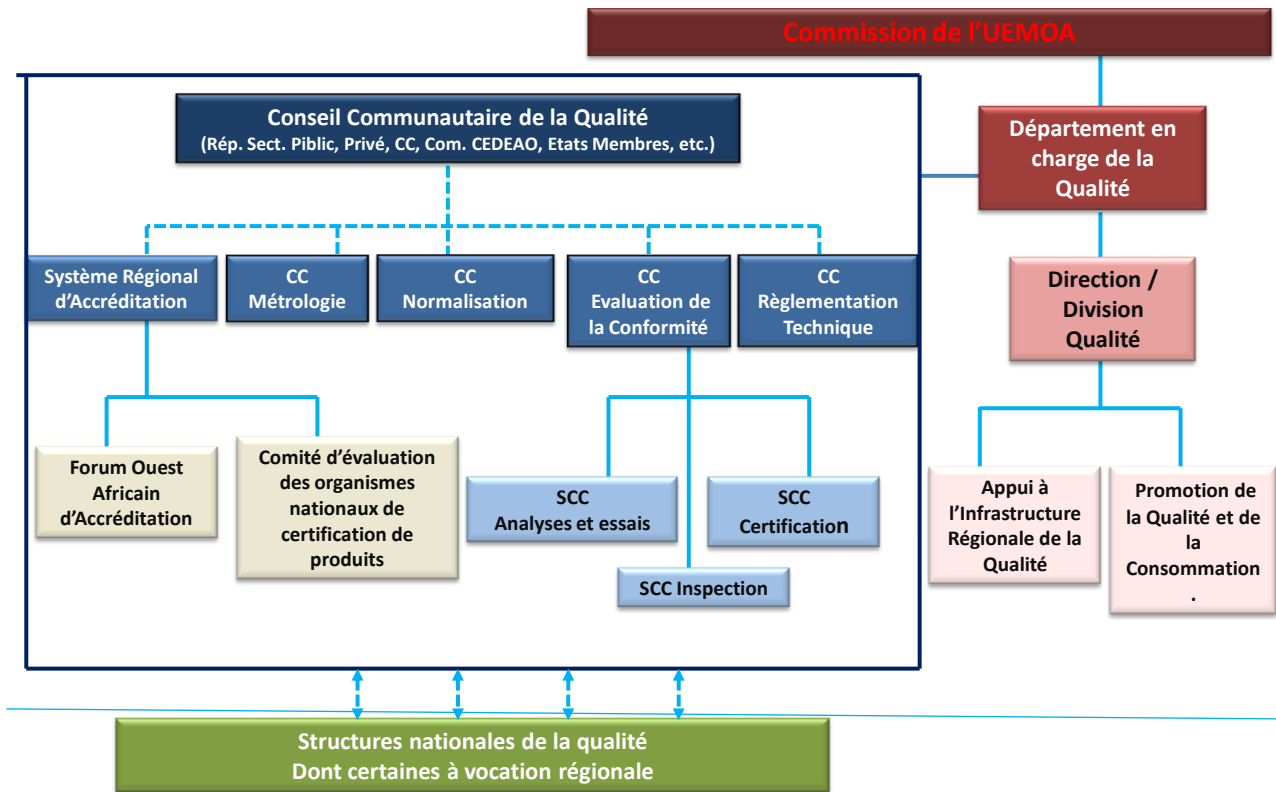 Commission de l'UEMOA
Conseil Communautaire de la Qualité
(Rép. Sect. Piblic, Privé, CC, Com. CEDEAO, Etats Membres, etc.)
Département en
charge de la
Qualité
Système Régional
d'Accréditation
CC
Métrologie
CC
Normalisation
CC
Evaluation de
la Conformité
CC
Règlementation
Technique
Direction /
Division
Qualité
Forum Ouest
Africain
d'Accréditation
Comité d'évaluation
des organismes
nationaux de
certification de
produits
SCC
Analyses et essais
SCC
Certification
SCC Inspection
Appui à
l'Infrastructure
Régionale de la
Qualité
Promotion de
la Qualité et de
la
Consommation
.
Structures nationales de la qualité
Dont certaines à vocation régionale